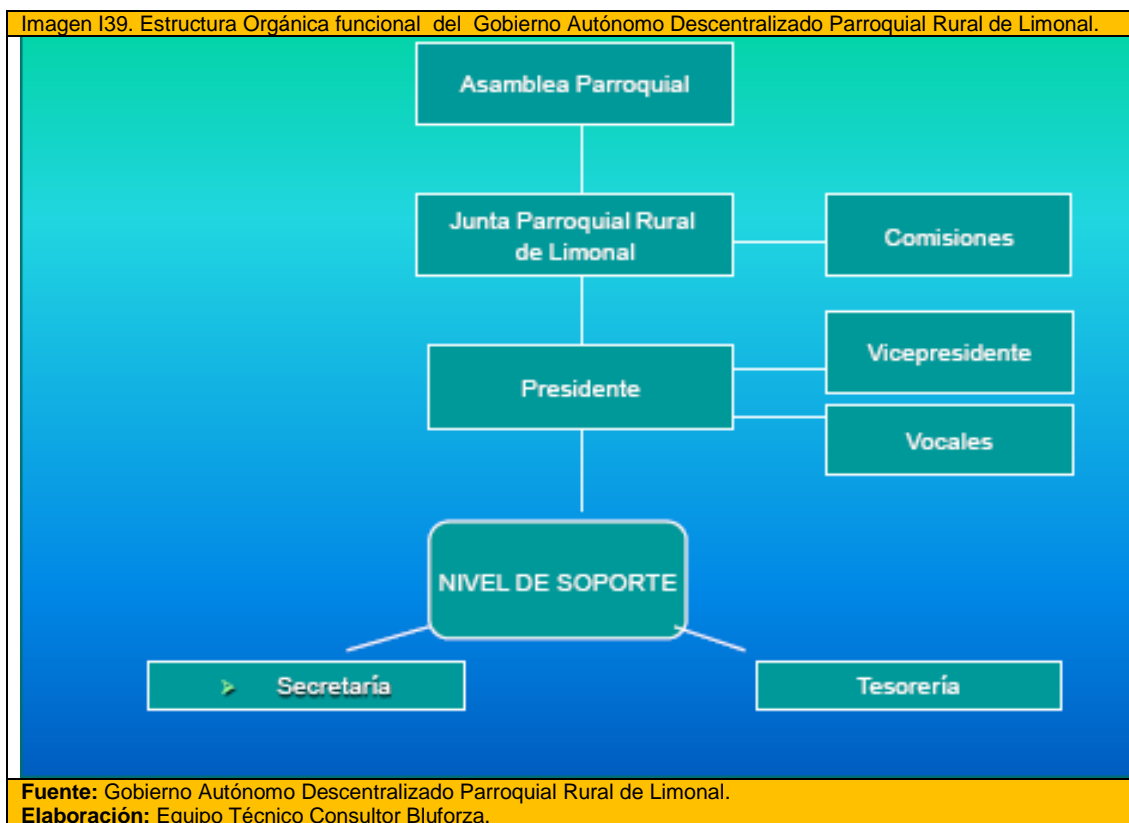 Imagen I39. Estructura Orgánica funcional del Gobierno Autónomo Descentralizado Parroquial Rural de Limonal.
Asamblea Parroquial
Junta Parroquial Rural
de Limonal
Comisiones
Vicepresidente
Presidente
Vocales
NIVEL DE SOPORTE
➢ Secretaría
Tesorería
Fuente: Gobierno Autónomo Descentralizado Parroquial Rural de Limonal.
Elaboración: Equipo Técnico Consultor Bluforza.